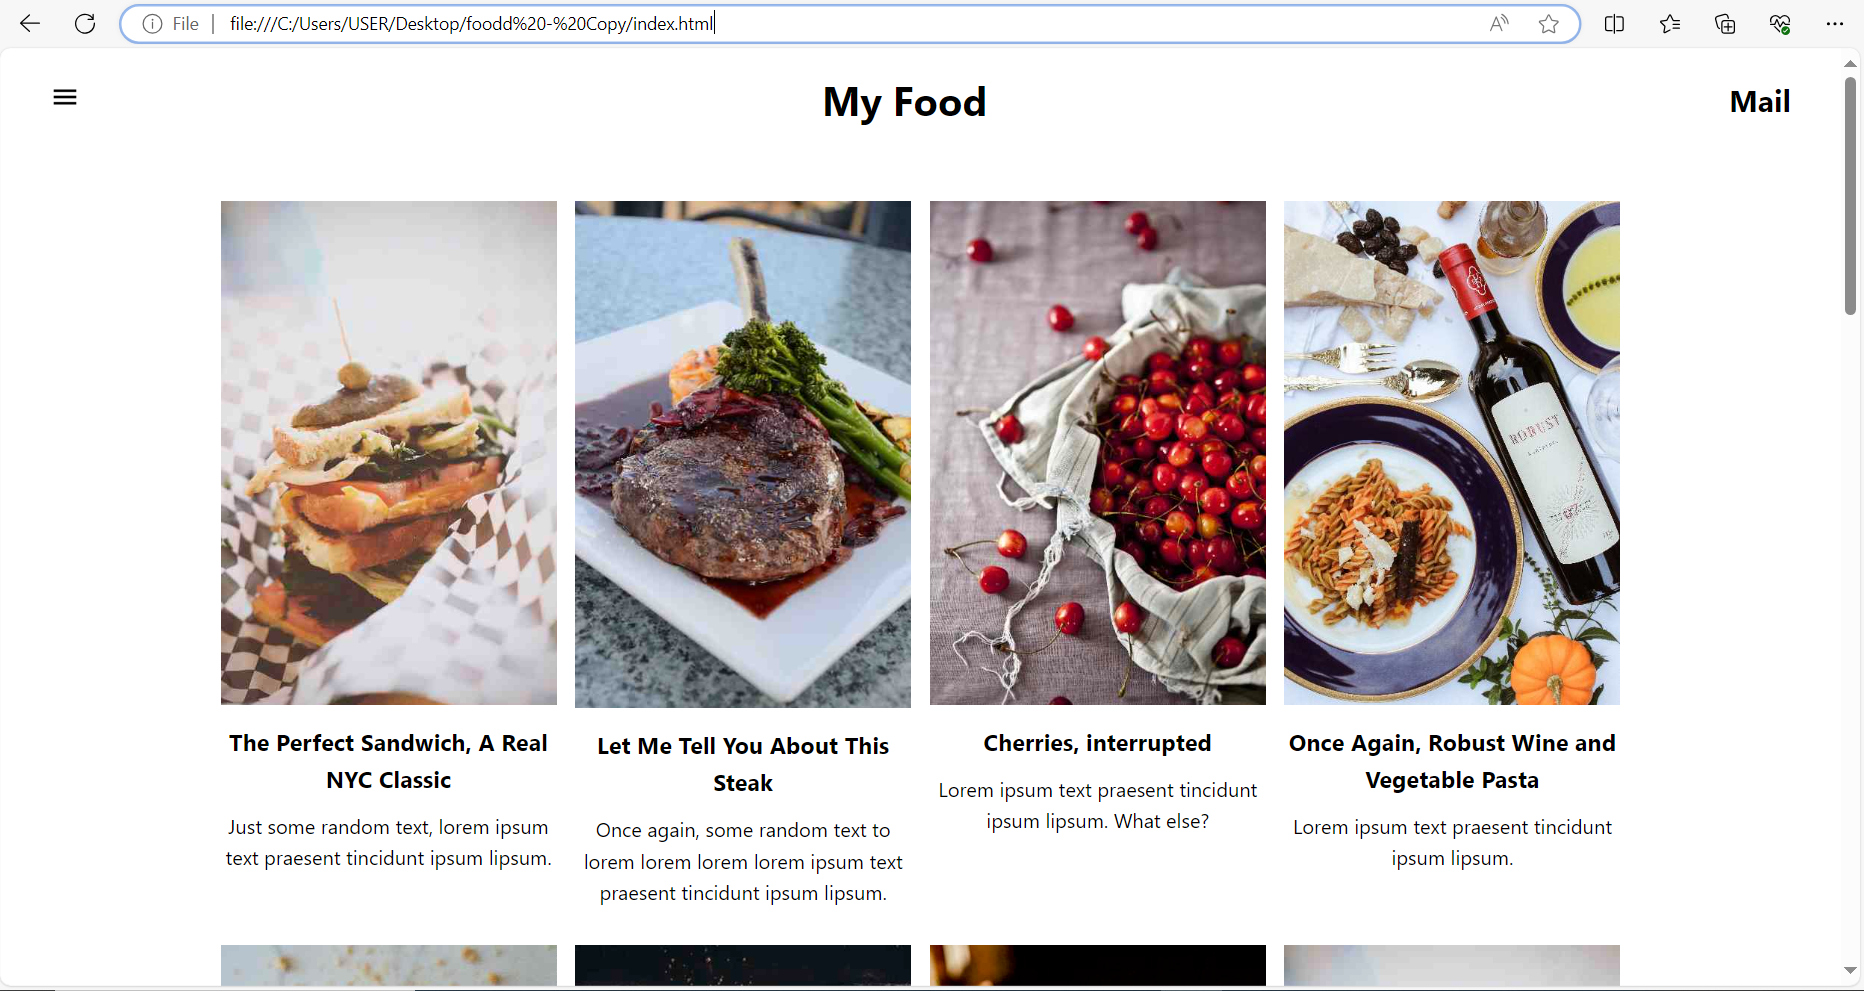 File
file:///C:/Users/USER/Desktop/foodd%20-%20Copy/index.html
My Food
Mail
ROBUST
The Perfect Sandwich, A Real
NYC Classic
Just some random text, lorem ipsum
text praesent tincidunt ipsum lipsum.
Let Me Tell You About This
Steak
Once again, some random text to
lorem lorem lorem lorem ipsum text
praesent tincidunt ipsum lipsum.
Cherries, interrupted
Lorem ipsum text praesent tincidunt
ipsum lipsum. What else?
Once Again, Robust Wine and
Vegetable Pasta
Lorem ipsum text praesent tincidunt
ipsum lipsum.